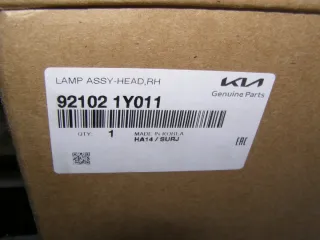 LAMP ASSY-HEAD,RH
KIA
Genuine Parts
92102 1Y011
QTY. 1 MADE IN KOREA
HA14 / SURJ
EAC